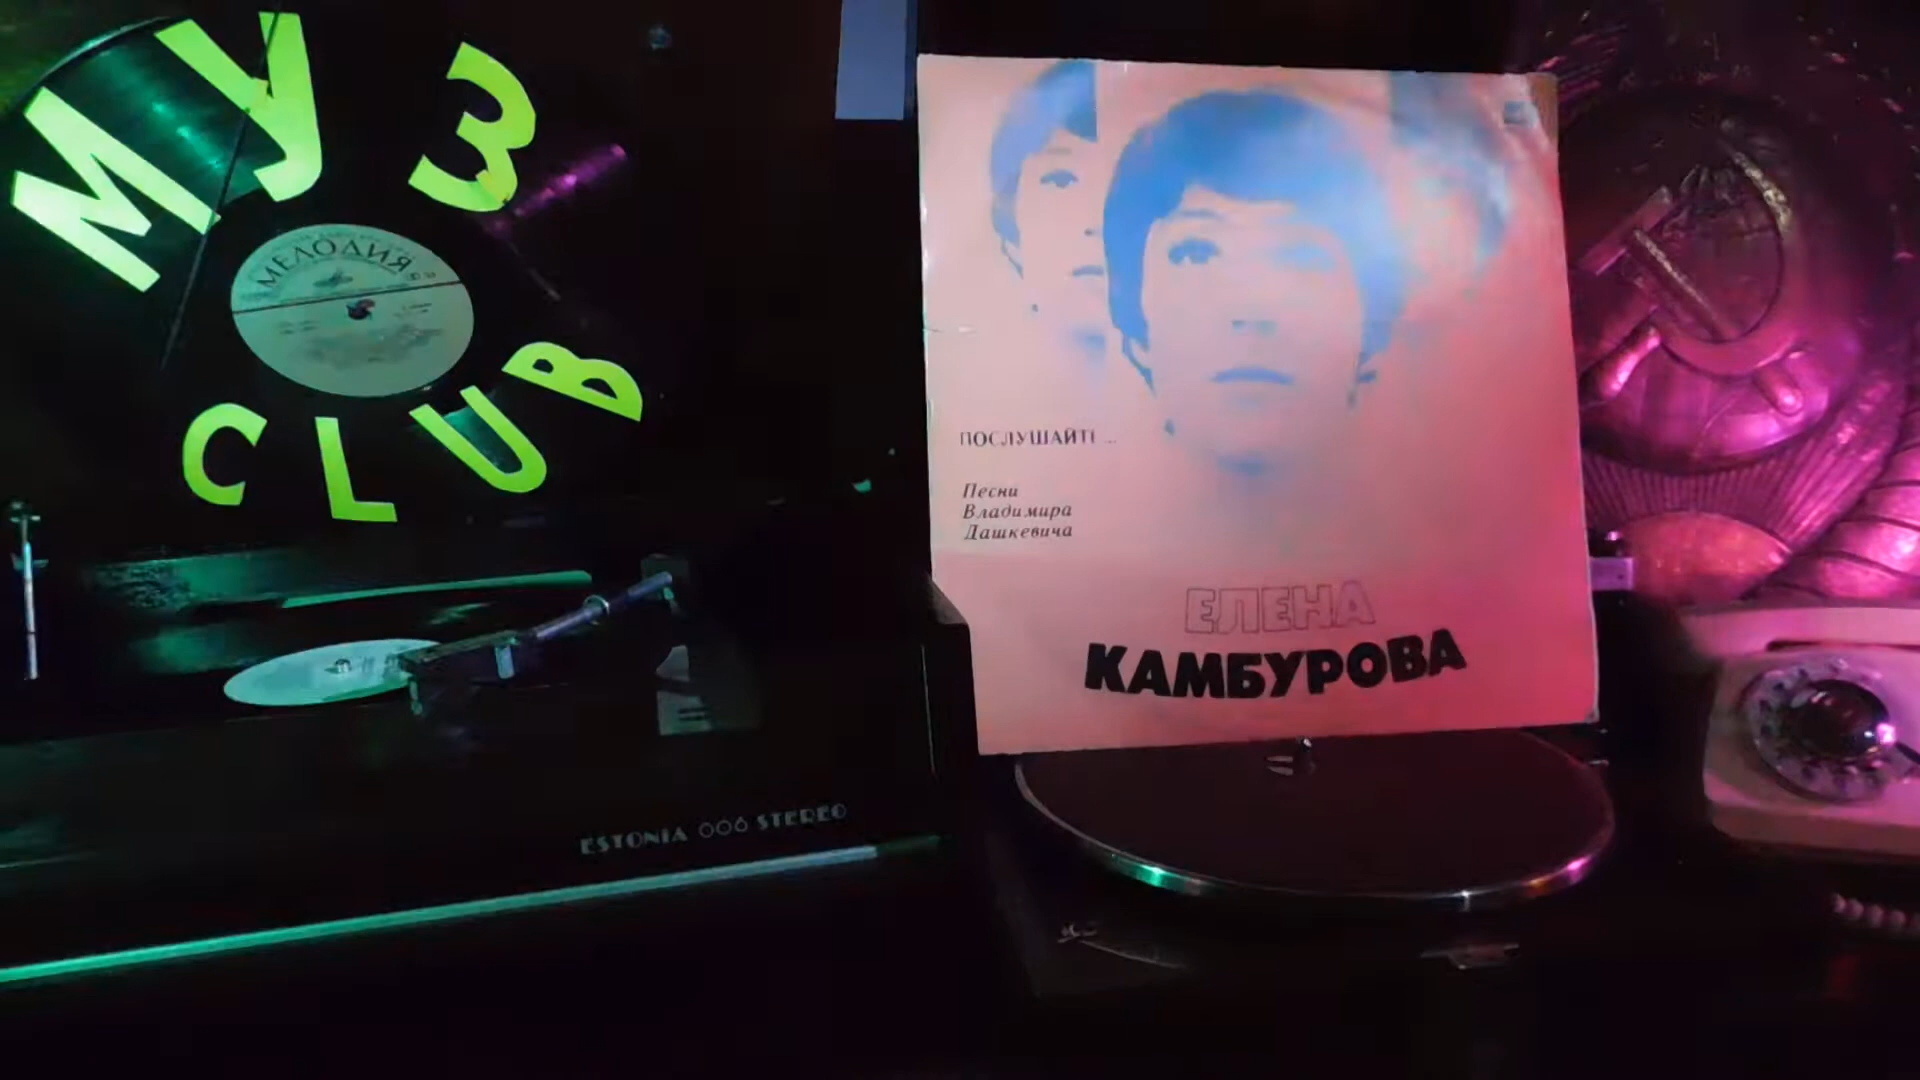 МУЗ
CLUB
МЕЛОДИЯ
ПОСЛУШАЙТЕ...
Песни
Владимира
Дашкевича
ЕЛЕНА
КАМБУРОВА
ESTONIA 006 STEREO